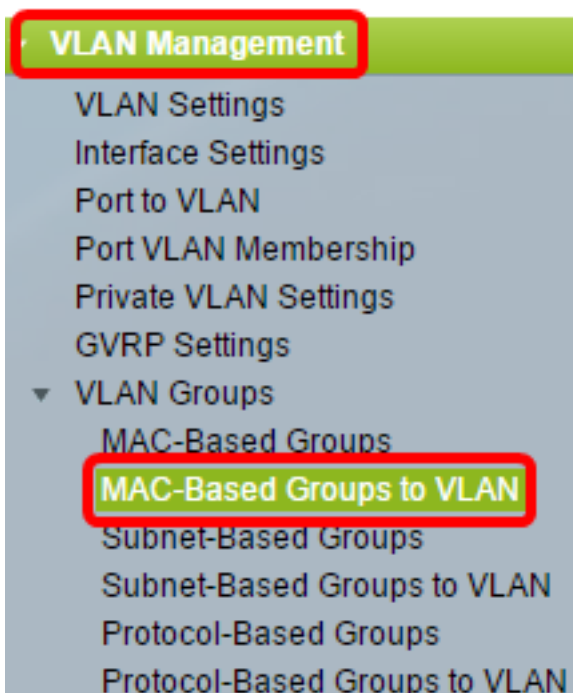 VLAN Management
VLAN Settings
Interface Settings
Port to VLAN
Port VLAN Membership
Private VLAN Settings
GVRP Settings
VLAN Groups
MAC-Based Groups
MAC-Based Groups to VLAN
Subnet-Based Groups
Subnet-Based Groups to VLAN
Protocol-Based Groups
Protocol-Based Groups to VLAN